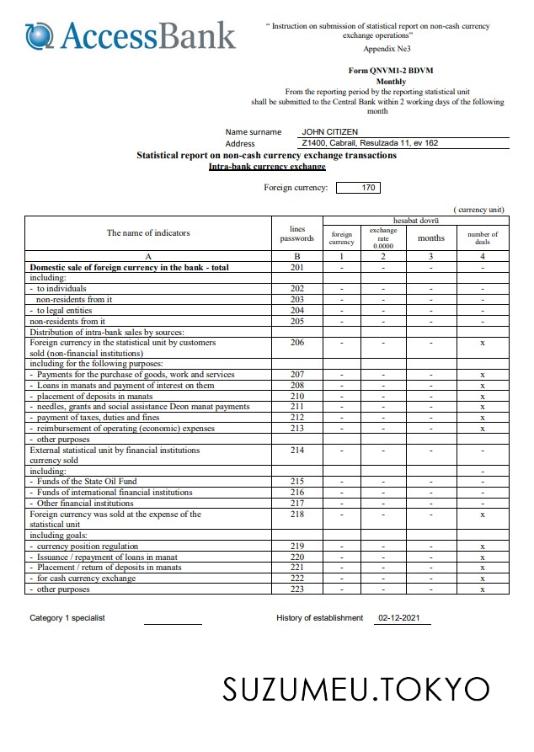 AccessBank
" Instruction on submission of statistical report on non-cash currency
exchange operations"
Appendix №3
Form QNVM1-2 BDVM
Monthly
From the reporting period by the reporting statistical unit
shall be submitted to the Central Bank within 2 working days of the following
month
Name surname JOHN CITIZEN
Address Z1400, Cabrail, Resulzada 11, ev 162
Statistical report on non-cash currency exchange transactions
Intra-bank currency exchange
Foreign currency: 170
( currency unit)
The name of indicators lines passwords hesabat dovrü
foreign currency exchange rate 0.0000 months number of deals
A B 1 2 3 4
Domestic sale of foreign currency in the bank - total 201 - - - -
including: 
- to individuals 202 - - - -
non-residents from it 203 - - - -
- to legal entities 204 - - - -
non-residents from it 205 - - - -
Distribution of intra-bank sales by sources:
Foreign currency in the statistical unit by customers 206 - - - x
sold (non-financial institutions)
including for the following purposes:
- Payments for the purchase of goods, work and services 207 - - - x
- Loans in manats and payment of interest on them 208 - - - x
- placement of deposits in manats 210 - - - x
- needles, grants and social assistance Deon manat payments 211 - - - x
- payment of taxes, duties and fines 212 - - - x
- reimbursement of operating (economic) expenses 213 - - - x
- other purposes
External statistical unit by financial institutions 214 - - - -
currency sold
including: -
- Funds of the State Oil Fund 215 - - - -
- Funds of international financial institutions 216 - - - -
- Other financial institutions 217 - - - -
Foreign currency was sold at the expense of the 218 - - - x
statistical unit
including goals:
- currency position regulation 219 - - - x
- Issuance / repayment of loans in manat 220 - - - x
- Placement / return of deposits in manats 221 - - - x
- for cash currency exchange 222 - - - x
- other purposes 223 - - - x
Category 1 specialist History of establishment 02-12-2021
SUZUMEU.TOKYO